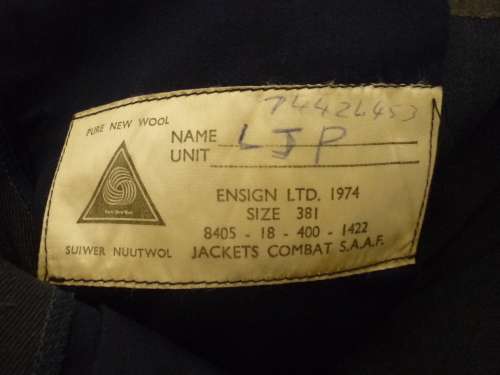 74424453
PURE NEW WOOL
NAME LJP
UNIT
ENSIGN LTD. 1974
SIZE 381
8405 - 18 - 400 - 1422
SUIWER NUUTWOL
JACKETS COMBAT S.A.A.F.